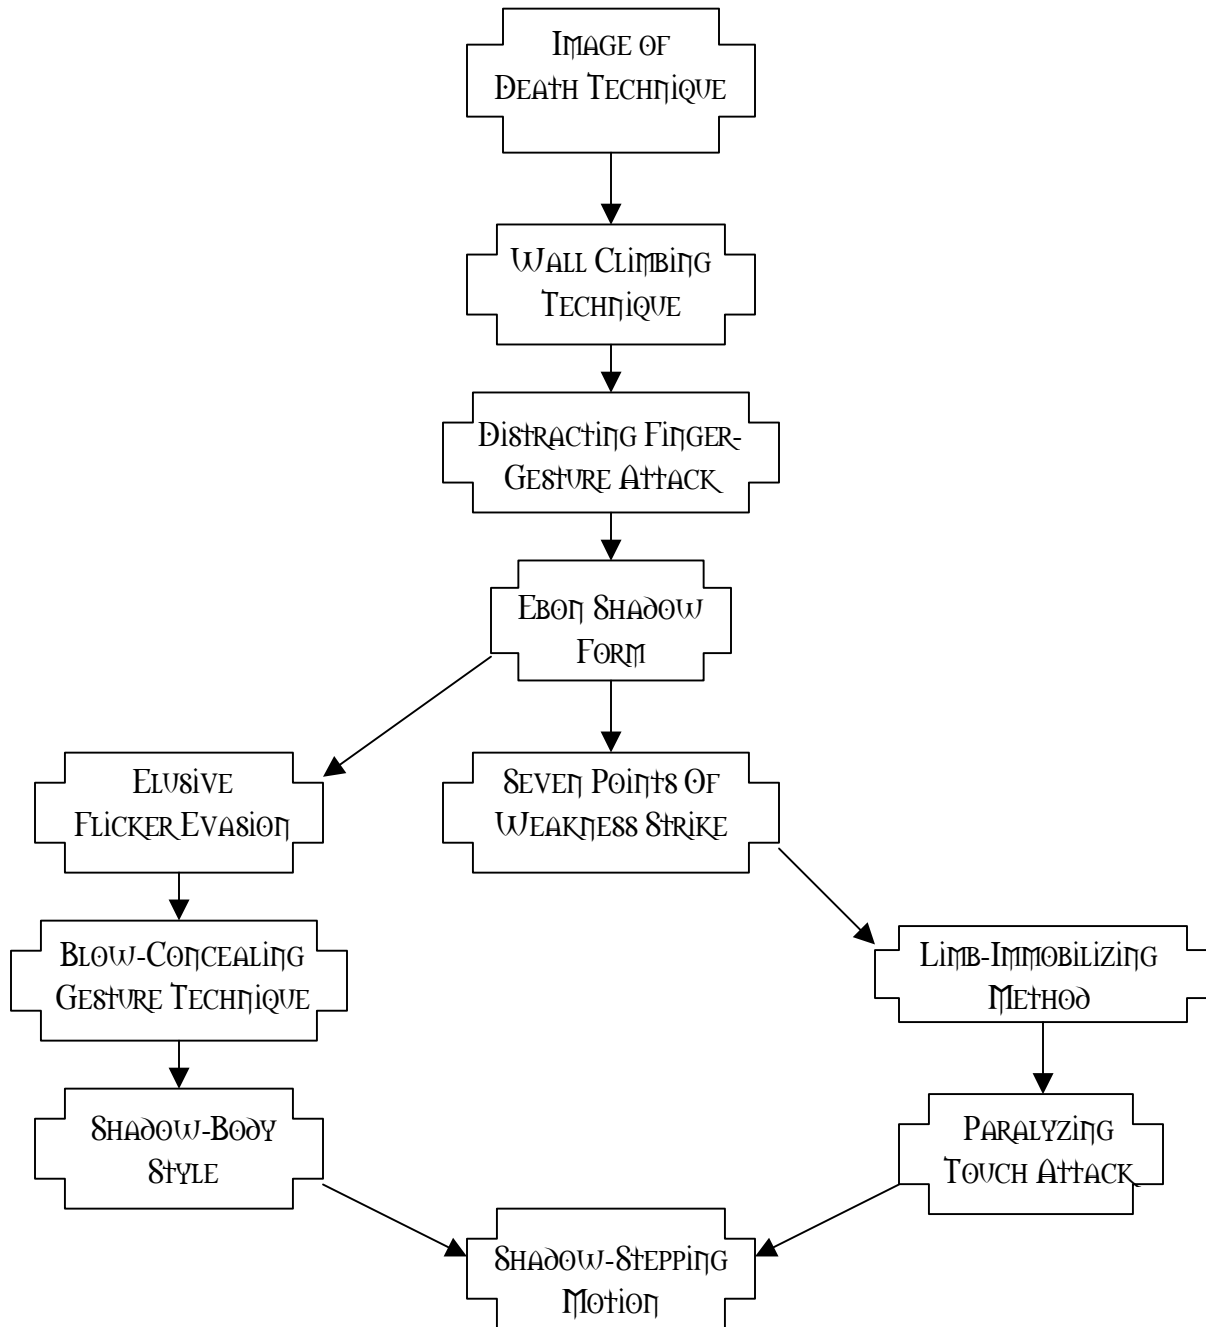 Image of
Death Technique
Wall Climbing
Technique
Distracting Finger-
Gesture Attack
Ebon Shadow
Form
Elusive
Flicker Evasion
Seven Points Of
Weakness Strike
Blow-Concealing
Gesture Technique
Limb-Immobilizing
Method
Shadow-Body
Style
Paralyzing
Touch Attack
Shadow-Stepping
Motion